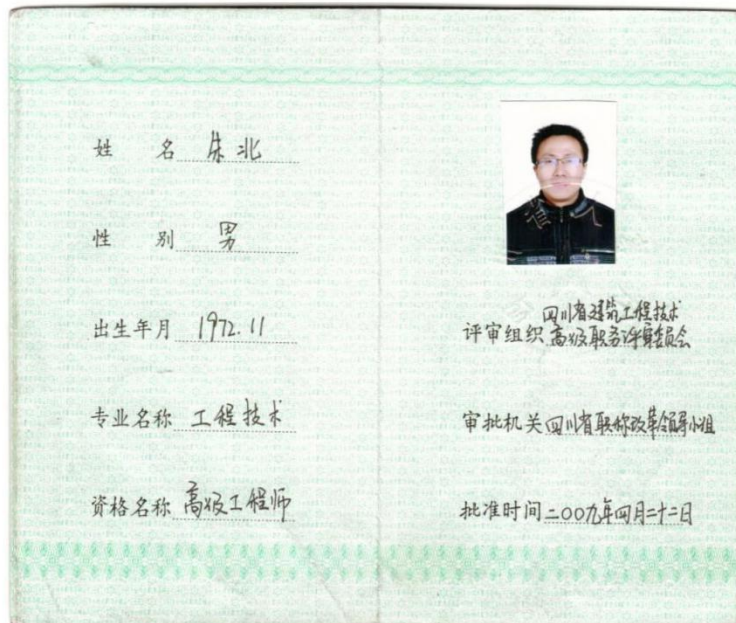 姓 名 朱北
性 别 男
出生年月 1972.11
专业名称 工程技术
资格名称 高级工程师
评审组织 四川省建筑工程技术
高级职务评审委员会
审批机关 四川省职称改革领导小组
批准时间 二00九年四月二十二日